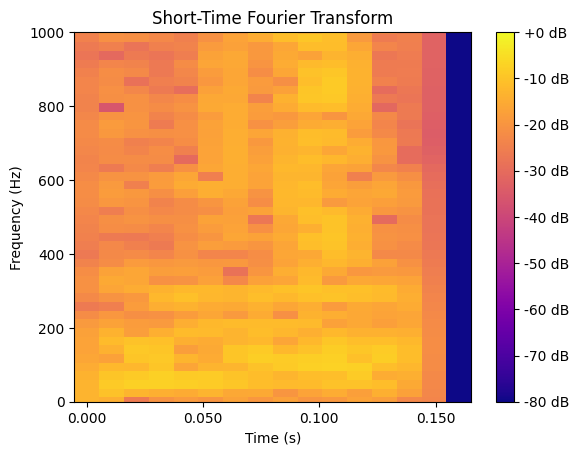 Short-Time Fourier Transform
1000
800
600
400
200
0
Frequency (Hz)
0.000
0.050
0.100
0.150
Time (s)
+0 dB
-10 dB
-20 dB
-30 dB
-40 dB
-50 dB
-60 dB
-70 dB
-80 dB